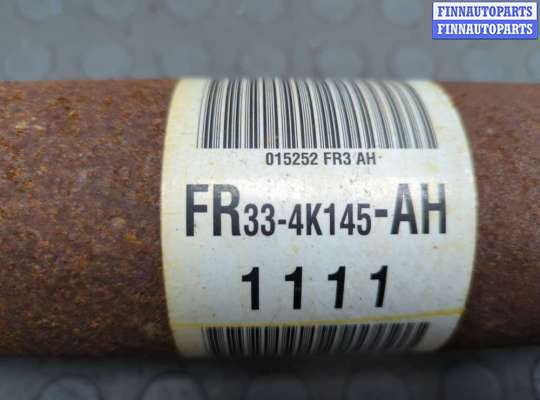 FINNAUTOPARTS
FINNAUTOPARTS
015252 FR3 AH
FR33-4K145-AH
1111